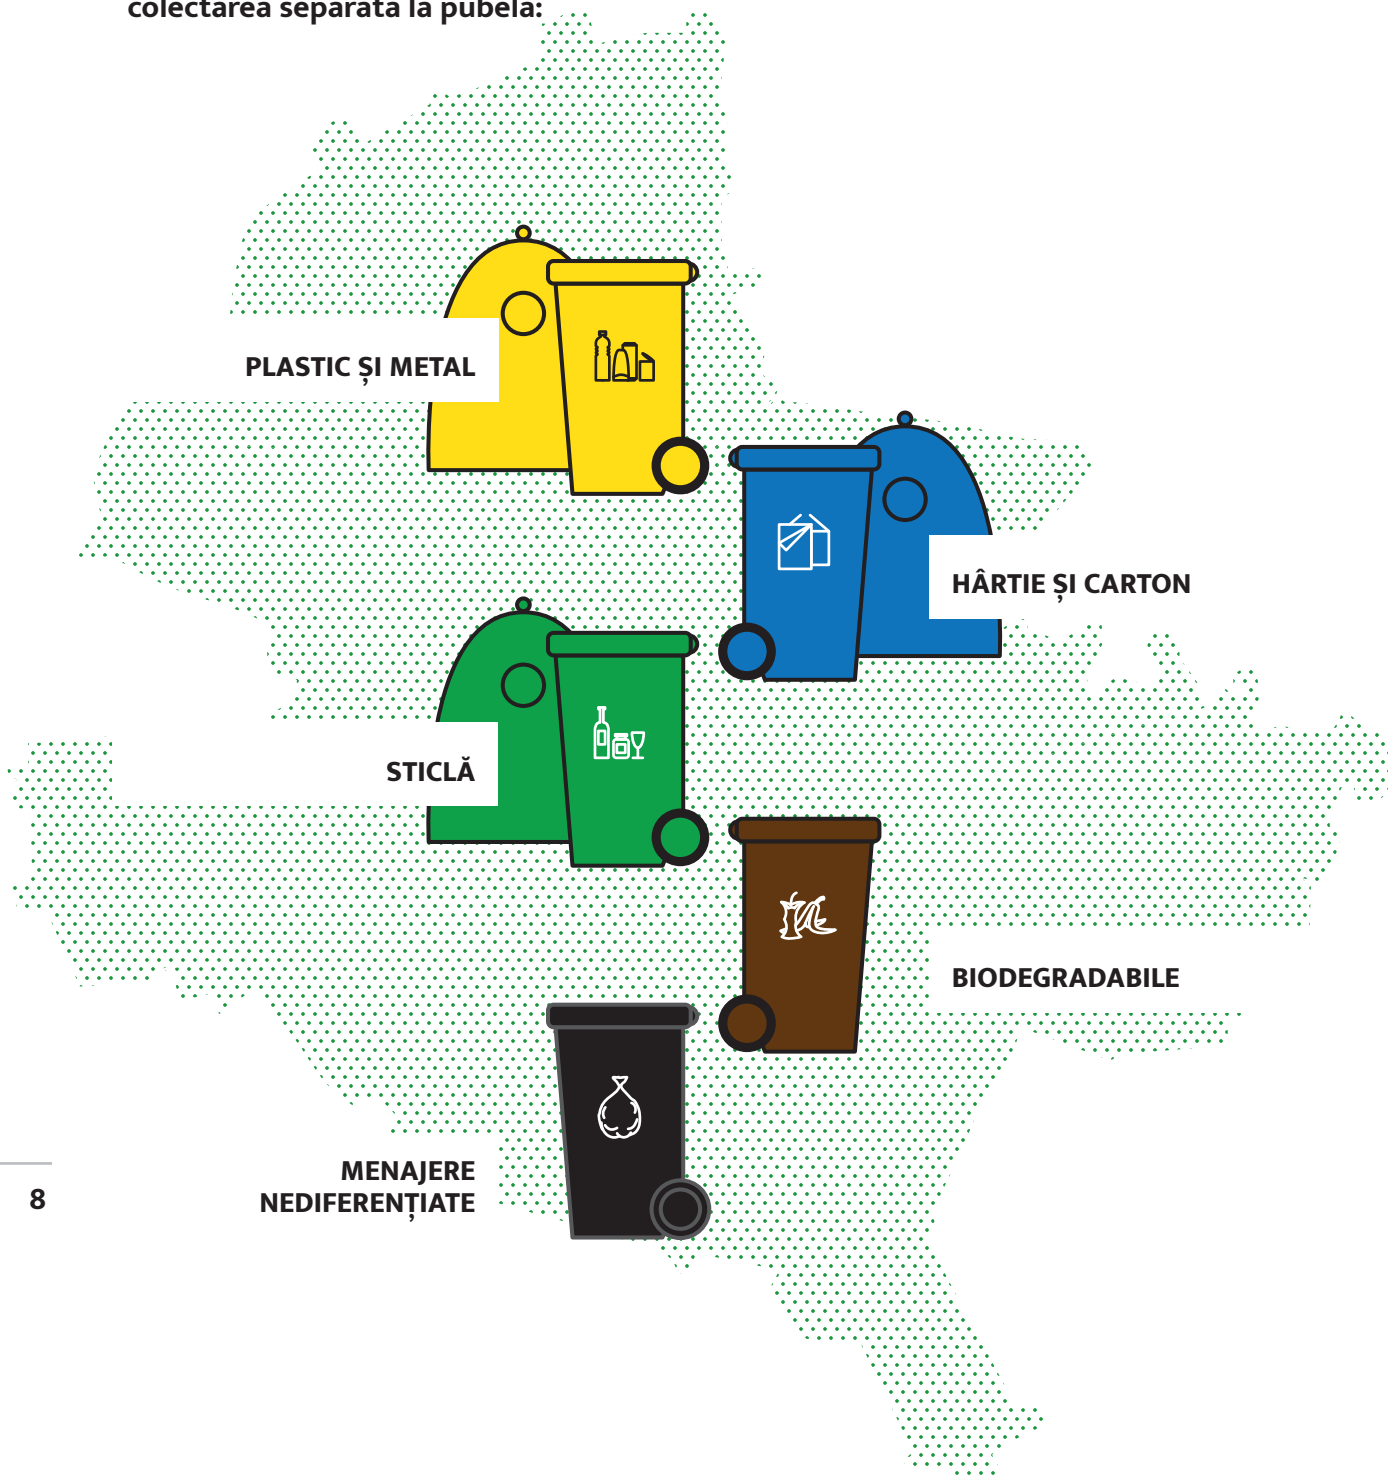 colectarea separată la pubelă:
PLASTIC ȘI METAL
HÂRTIE ȘI CARTON
STICLĂ
BIODEGRADABILE
MENAJERE
NEDIFERENȚIATE
8